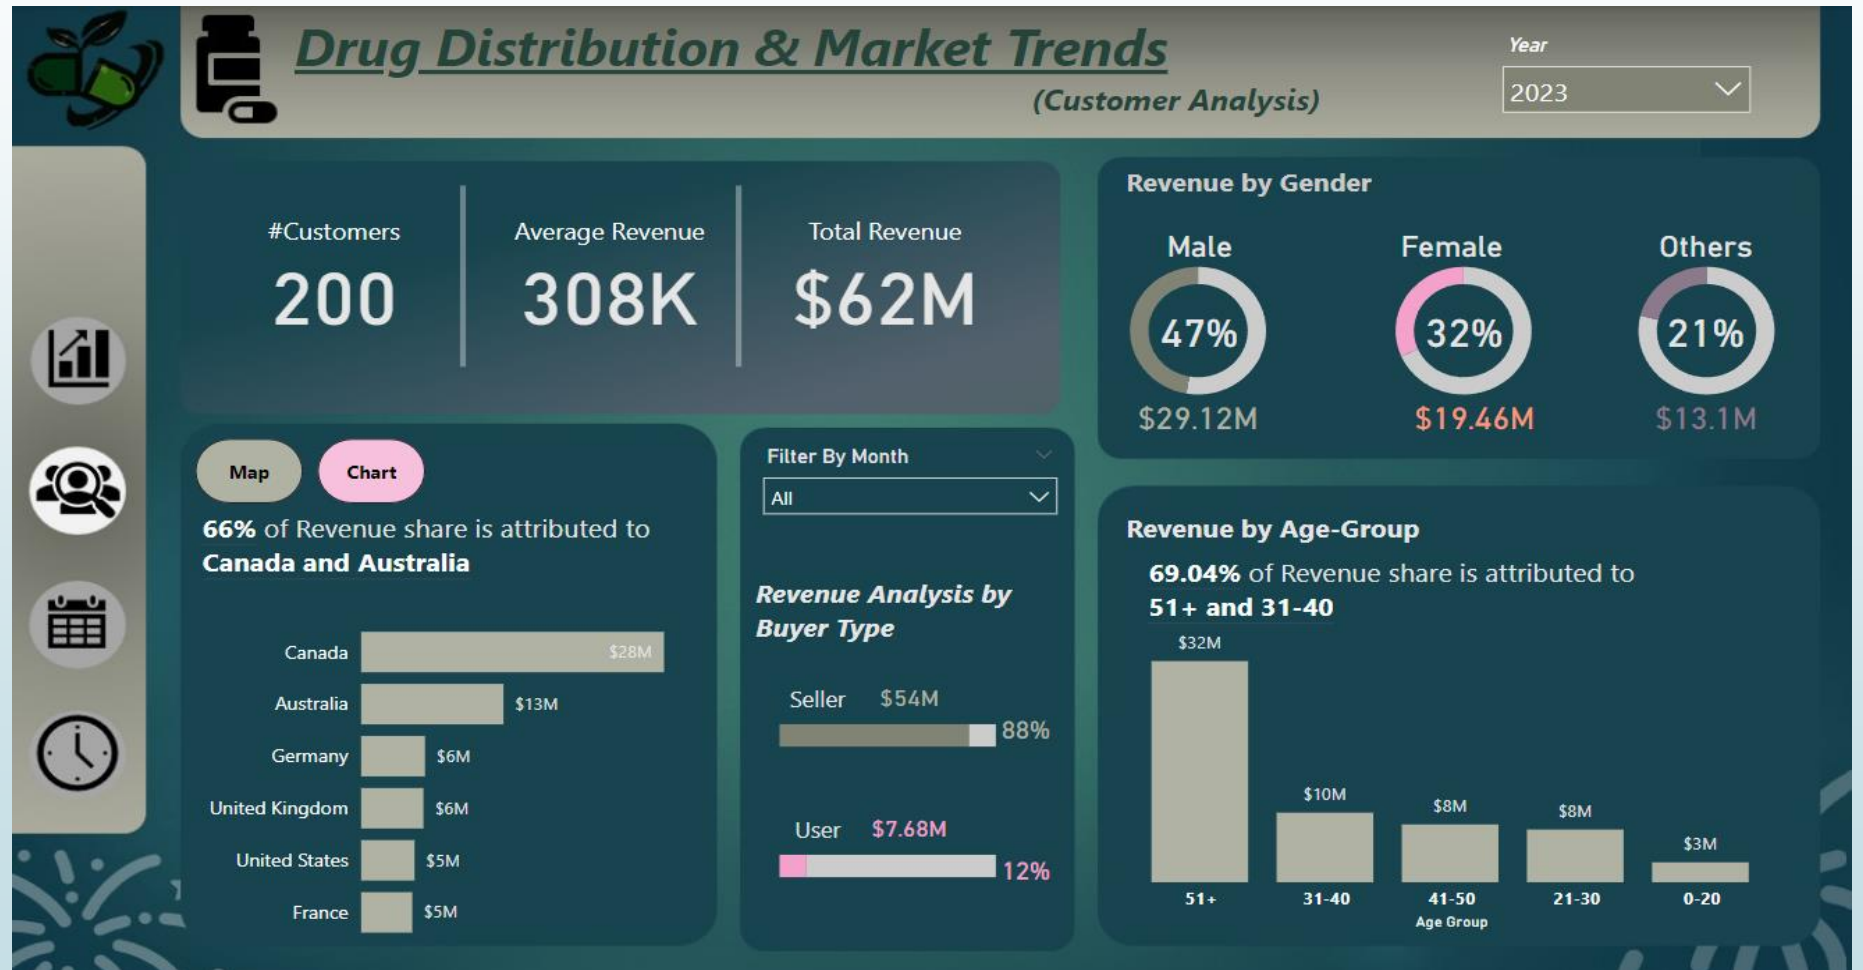 Drug Distribution & Market Trends
(Customer Analysis)
Year
2023
#Customers
200
Average Revenue
308K
Total Revenue
$62M
Revenue by Gender
Male
47%
$29.12M
Female
32%
$19.46M
Others
21%
$13.1M
Map
Chart
66% of Revenue share is attributed to
Canada and Australia
Canada $28M
Australia $13M
Germany $6M
United Kingdom $6M
United States $5M
France $5M
Filter By Month
All
Revenue Analysis by
Buyer Type
Seller $54M
88%
User $7.68M
12%
Revenue by Age-Group
69.04% of Revenue share is attributed to
51+ and 31-40
$32M
$10M
$8M
$8M
$3M
51+ 31-40 41-50 21-30 0-20
Age Group